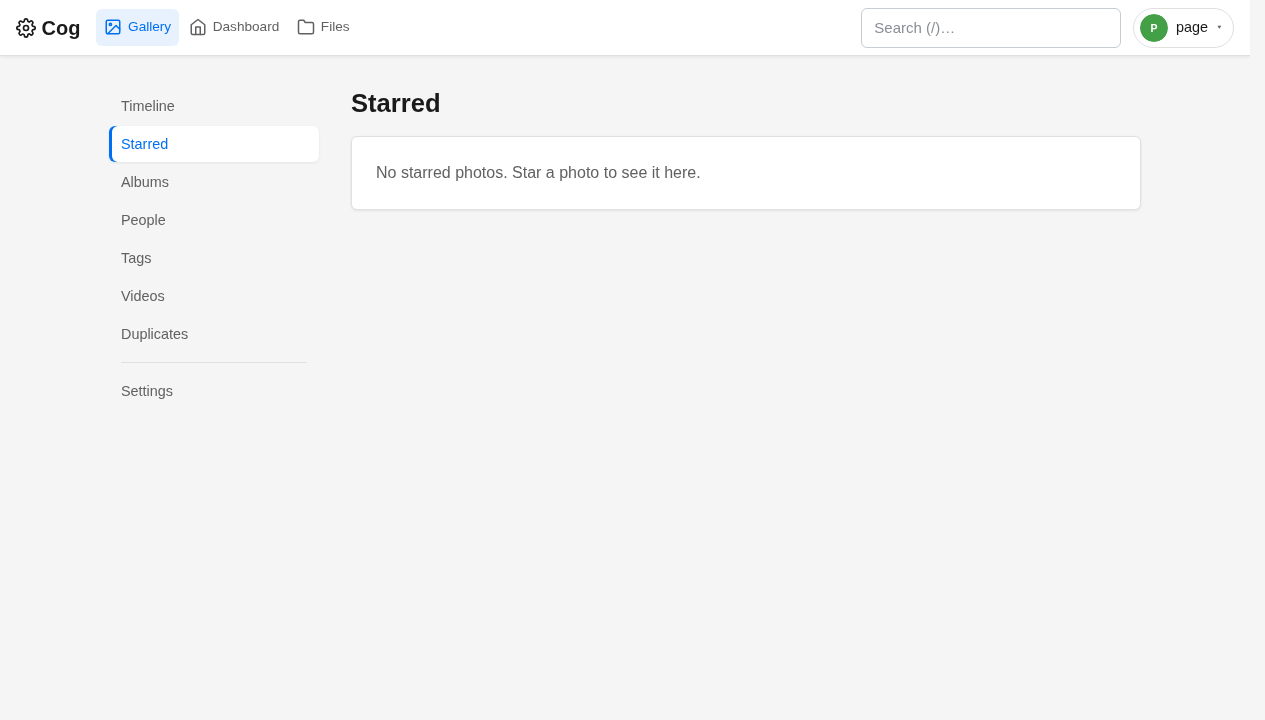 Cog
Gallery
Dashboard
Files
Search (/)…
P
page
Timeline
Starred
Albums
People
Tags
Videos
Duplicates
Settings
Starred
No starred photos. Star a photo to see it here.